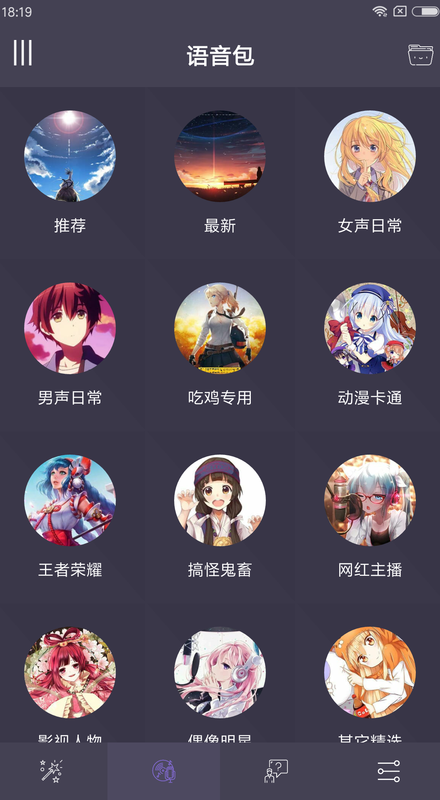 18:19
语音包
推荐
最新
女声日常
男声日常
吃鸡专用
动漫卡通
王者荣耀
搞怪鬼畜
网红主播
影视人物
偶像明星
其它精选